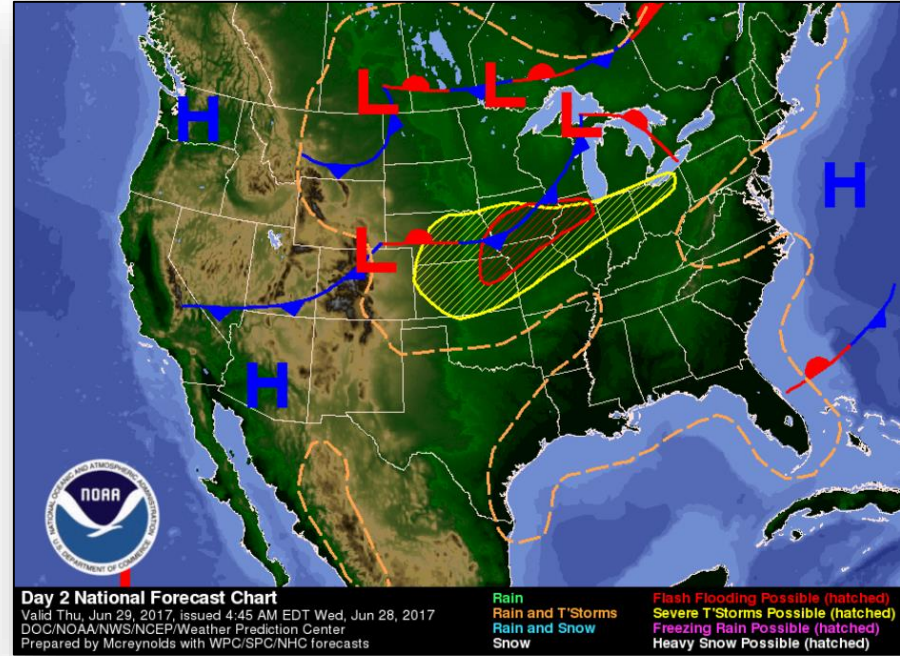 H
L
L
L
H
L
H
NATIONAL OCEANIC AND ATMOSPHERIC ADMINISTRATION
NOAA
U.S. DEPARTMENT OF COMMERCE
Day 2 National Forecast Chart
Valid Thu, Jun 29, 2017, issued 4:45 AM EDT Wed, Jun 28, 2017
DOC/NOAA/NWS/NCEP/Weather Prediction Center
Prepared by Mcreynolds with WPC/SPC/NHC forecasts
Rain
Rain and T'Storms
Rain and Snow
Snow
Flash Flooding Possible (hatched)
Severe T'Storms Possible (hatched)
Freezing Rain Possible (hatched)
Heavy Snow Possible (hatched)